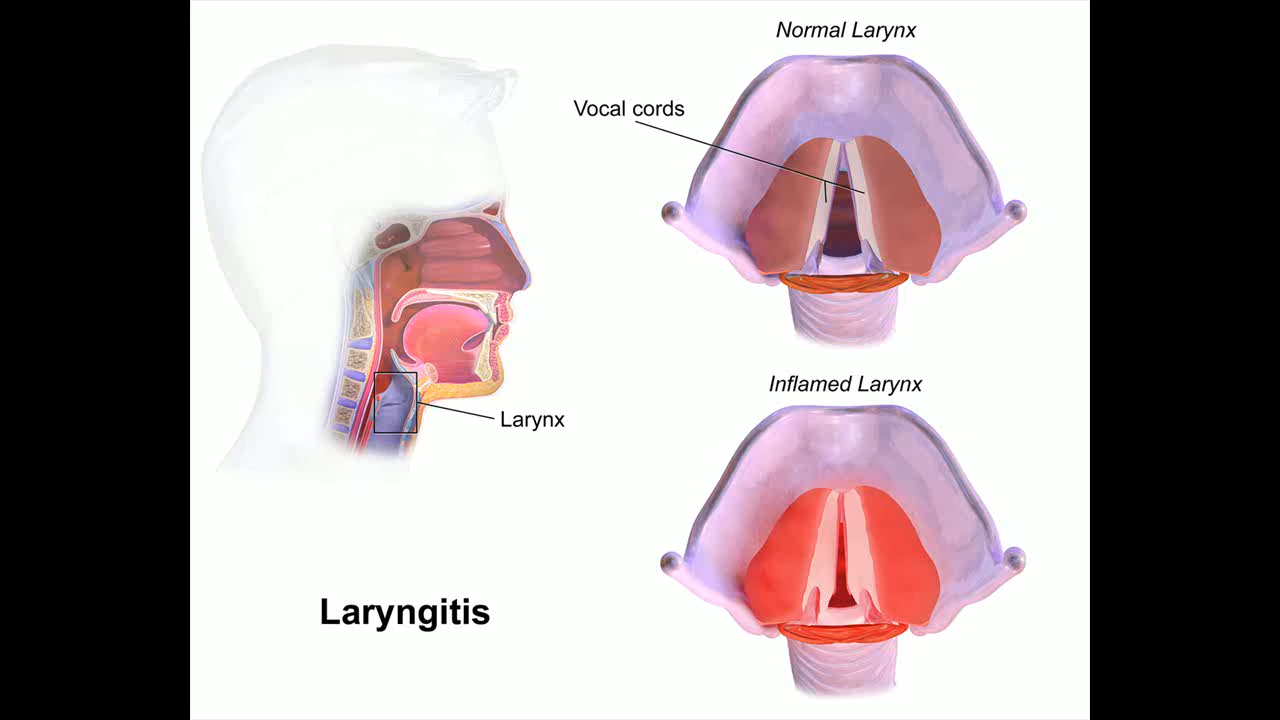 Normal Larynx
Vocal cords
Inflamed Larynx
Larynx
Laryngitis